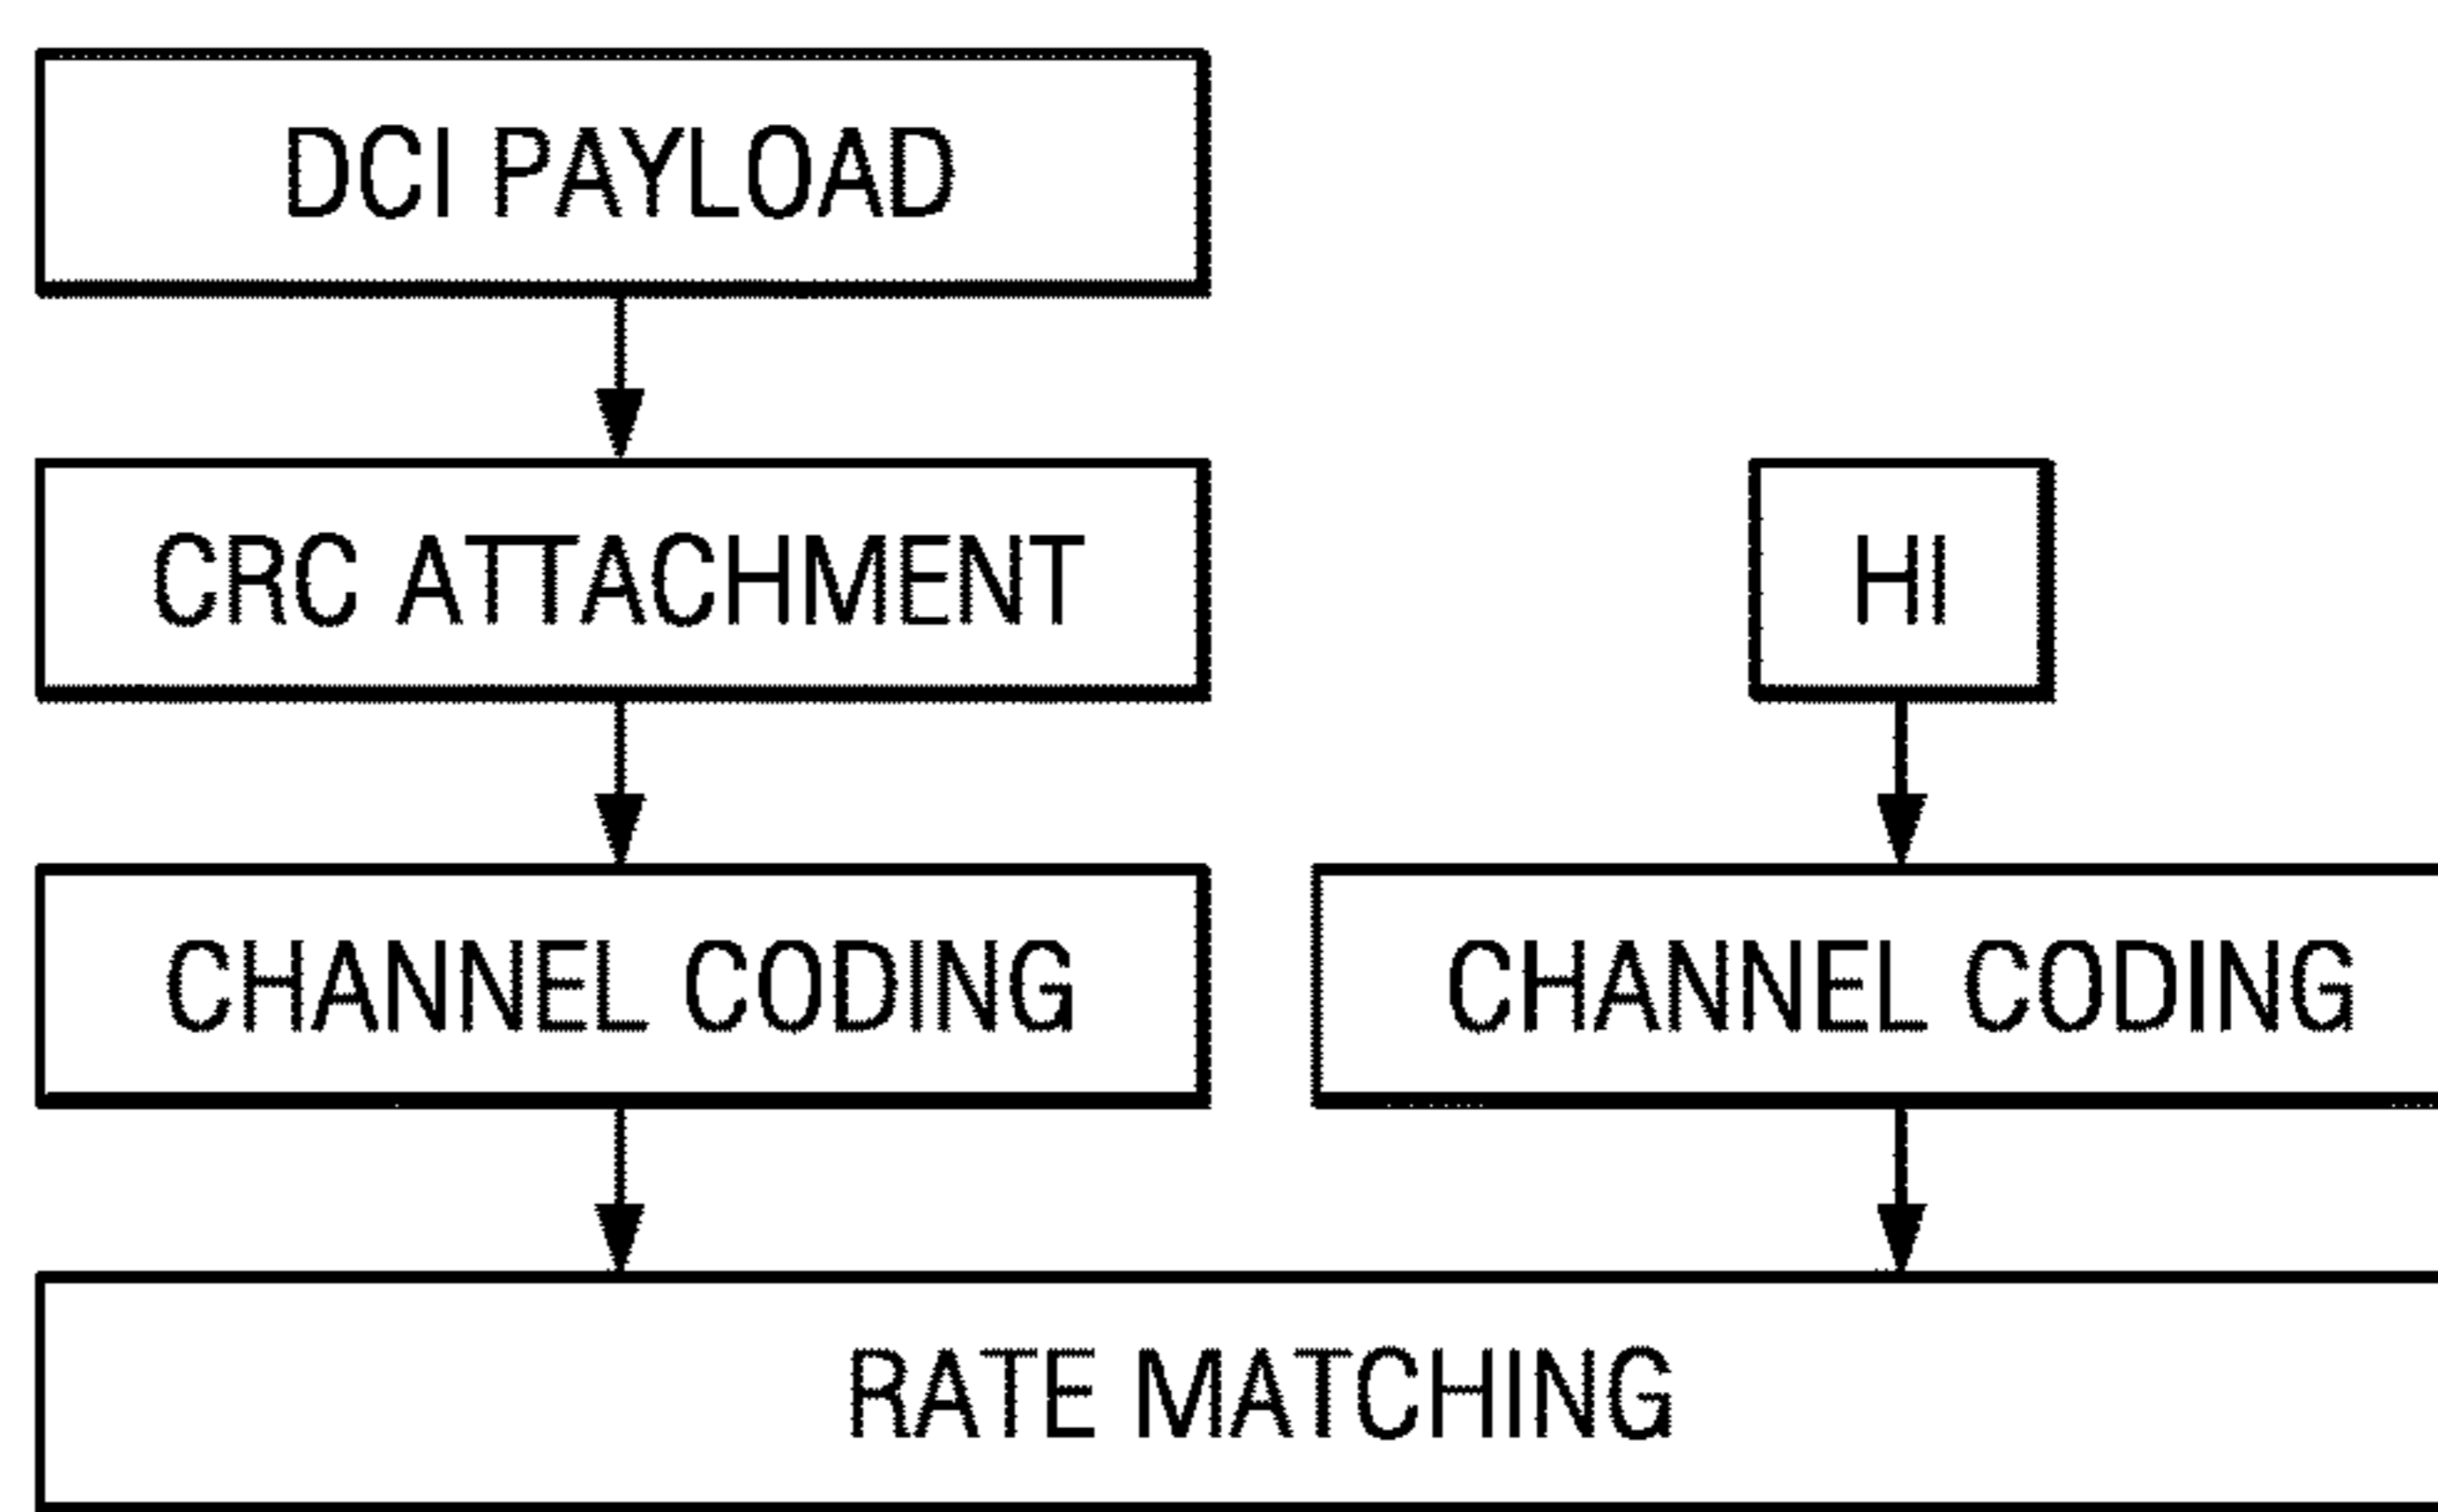 DCI PAYLOAD
CRC ATTACHMENT
HI
CHANNEL CODING
CHANNEL CODING
RATE MATCHING